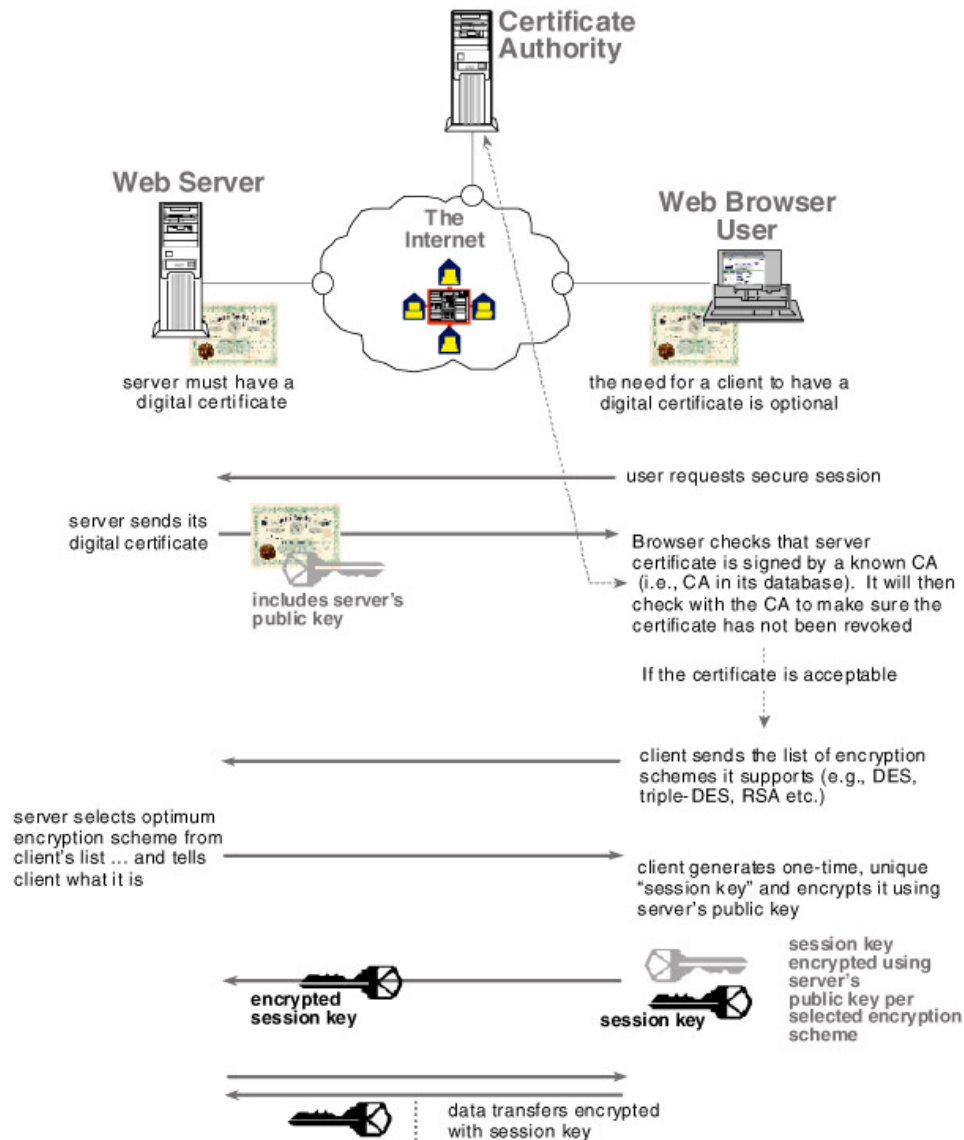 Certificate
Authority
Web Server
The
Internet
Web Browser
User
server must have a
digital certificate
the need for a client to have a
digital certificate is optional
user requests secure session
server sends its
digital certificate
includes server's
public key
Browser checks that server
certificate is signed by a known CA
(i.e., CA in its database). It will then
check with the CA to make sure the
certificate has not been revoked
If the certificate is acceptable
client sends the list of encryption
schemes it supports (e.g., DES,
triple-DES, RSA etc.)
server selects optimum
encryption scheme from
client's list ... and tells
client what it is
client generates one-time, unique
"session key" and encrypts it using
server's public key
encrypted
session key
session key
session key
encrypted using
server's
public key per
selected encryption
scheme
data transfers encrypted
with session key